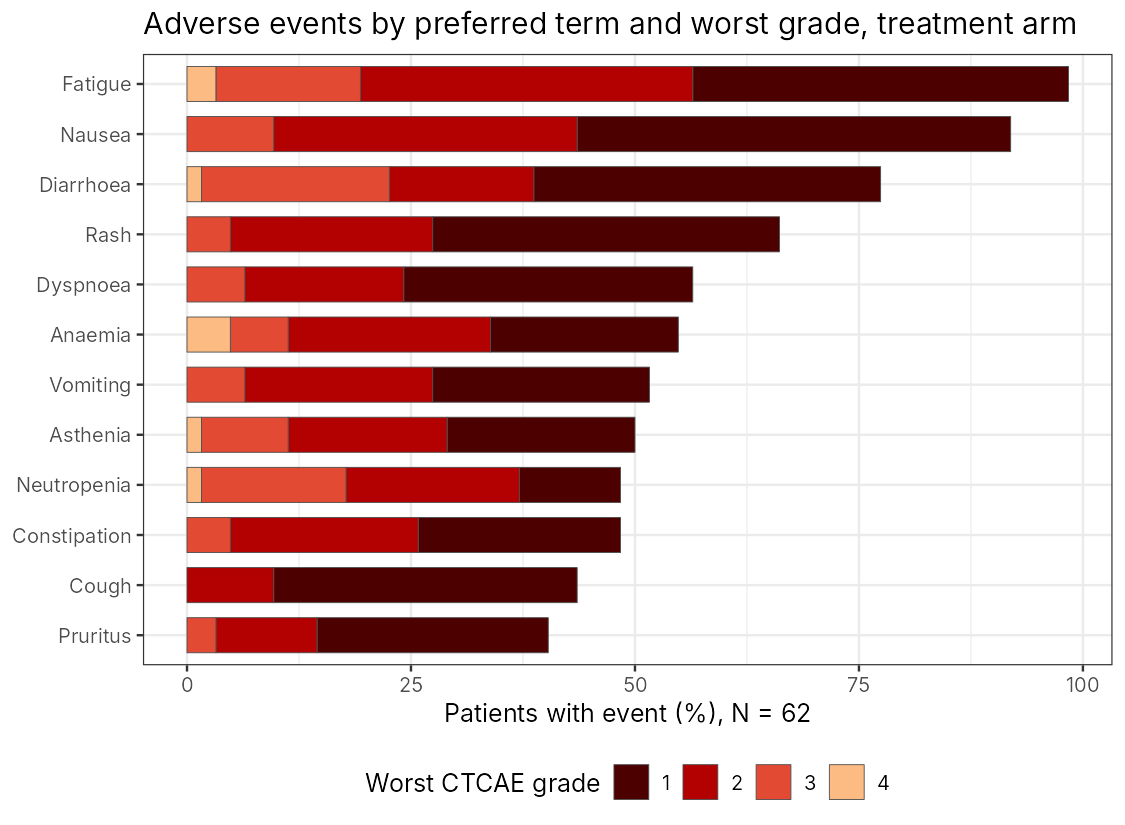 Adverse events by preferred term and worst grade, treatment arm
Fatigue
Nausea
Diarrhoea
Rash
Dyspnoea
Anaemia
Vomiting
Asthenia
Neutropenia
Constipation
Cough
Pruritus
0 25 50 75 100
Patients with event (%), N = 62
Worst CTCAE grade 1 2 3 4